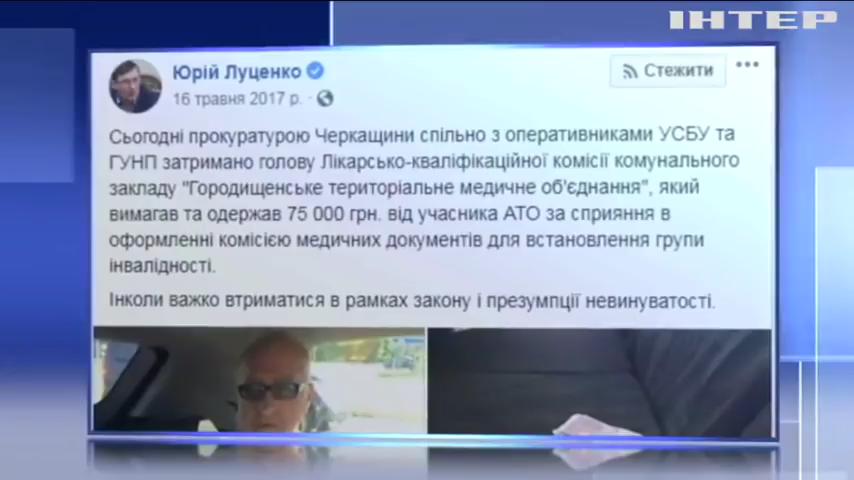 ІНТЕР
Юрій Луценко
Стежити
16 травня 2017 р. ·
Сьогодні прокуратурою Черкащини спільно з оперативниками УСБУ та
ГУНП затримано голову Лікарсько-кваліфікаційної комісії комунального
закладу "Городищенське територіальне медичне об'єднання", який
вимагав та одержав 75 000 грн. від учасника АТО за сприяння в
оформленні комісією медичних документів для встановлення групи
інвалідності.
Інколи важко втриматися в рамках закону і презумпції невинуватості.